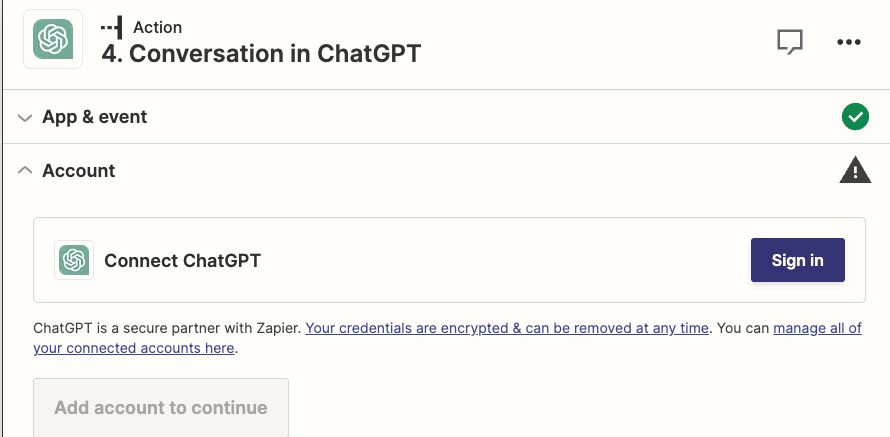 Action
4. Conversation in ChatGPT
App & event
Account
Connect ChatGPT
Sign in
ChatGPT is a secure partner with Zapier. Your credentials are encrypted & can be removed at any time. You can manage all of
your connected accounts here.
Add account to continue